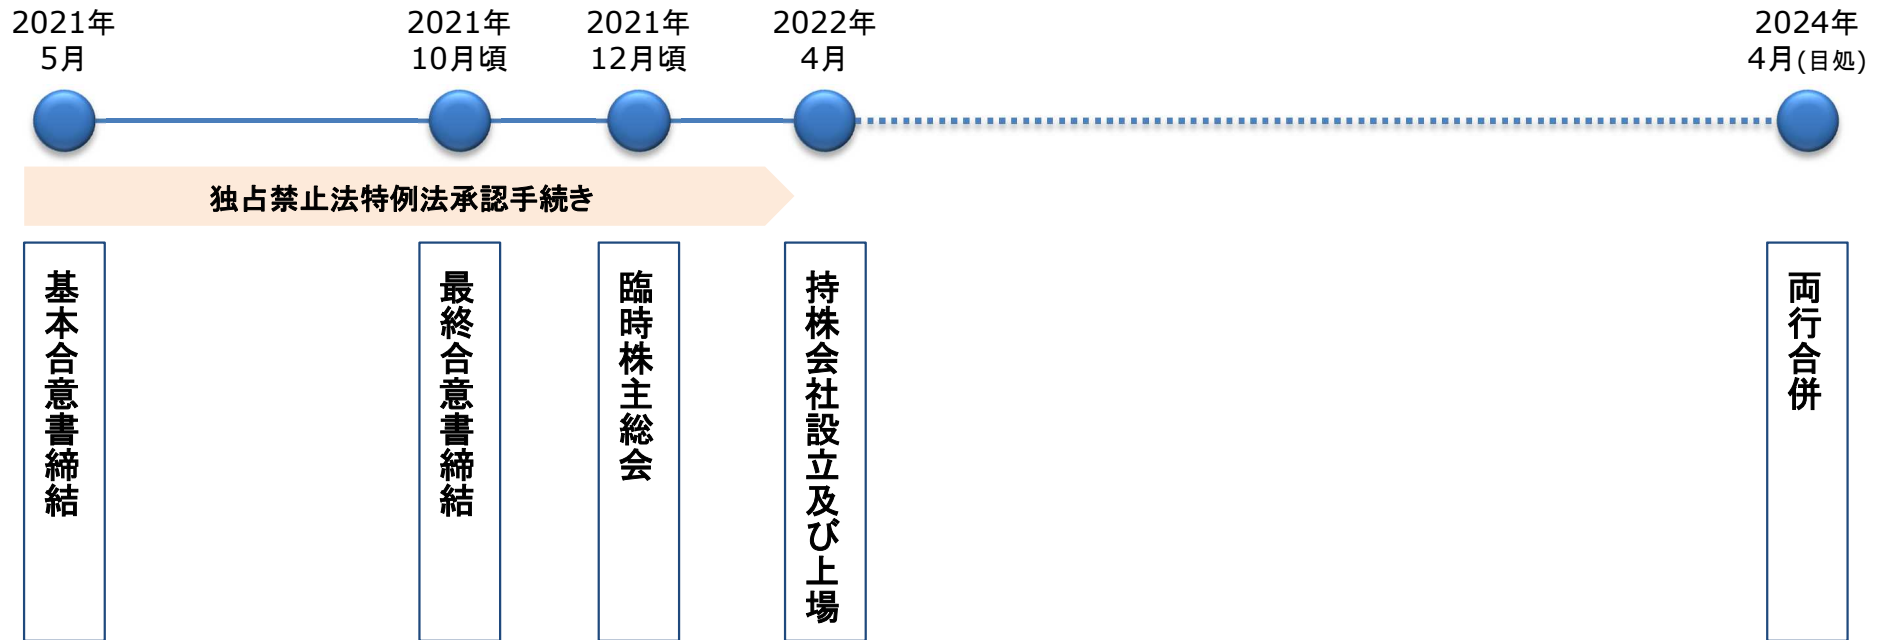 2021年
5月
2021年
10月頃
2021年
12月頃
2022年
4月
2024年
4月(目処)
独占禁止法特例法承認手続き
基本合意書締結
最終合意書締結
臨時株主総会
持株会社設立及び上場
両行合併